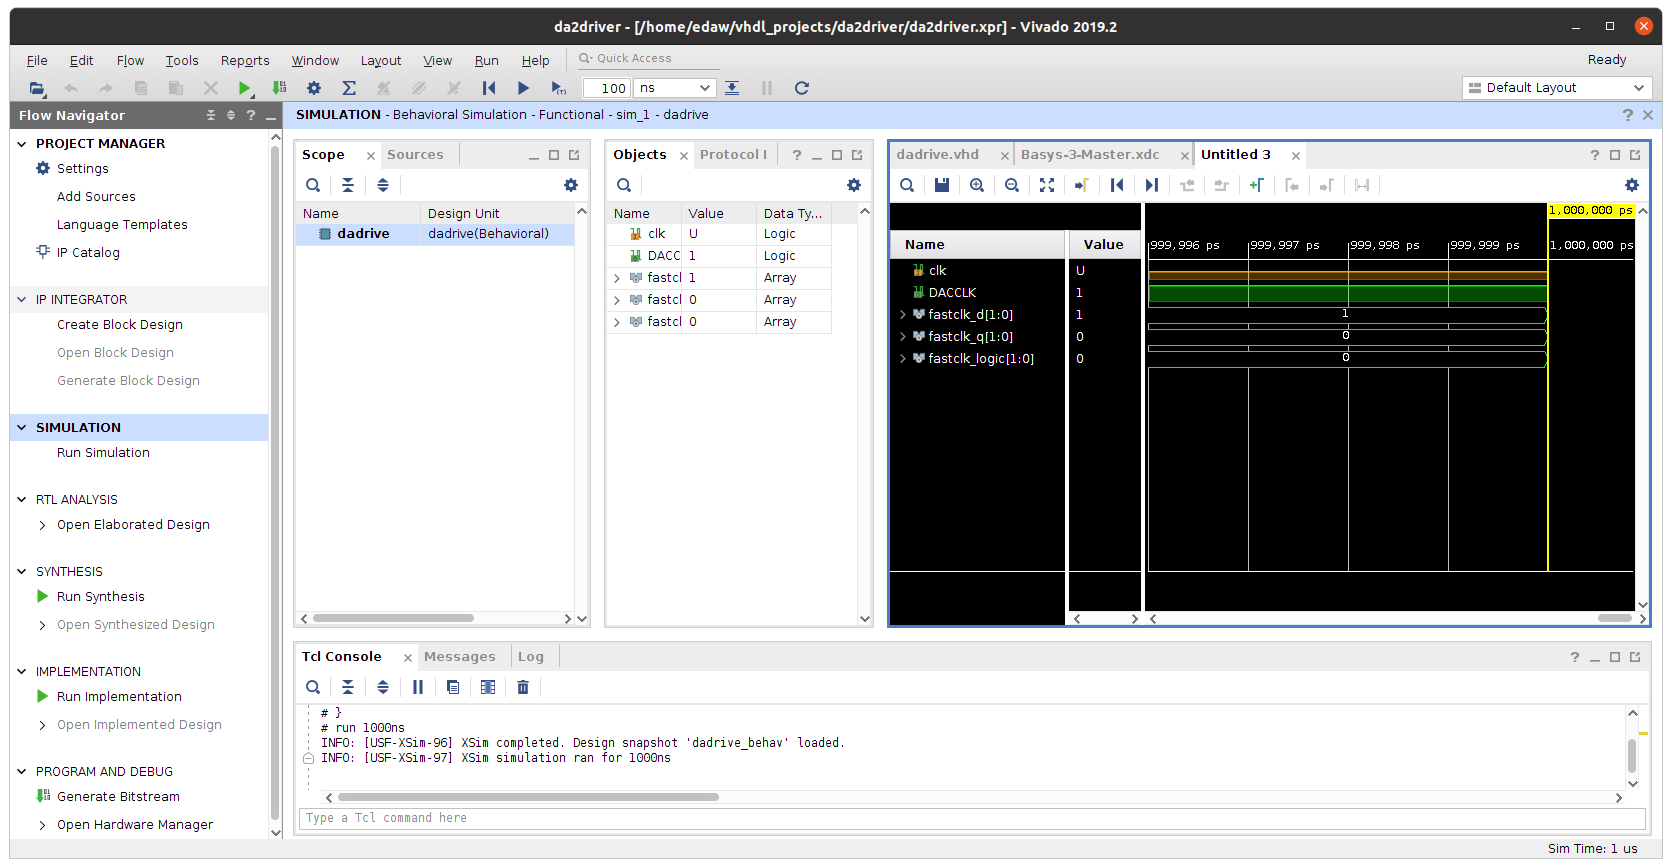 da2driver - [/home/edaw/vhdl_projects/da2driver/da2driver.xpr] - Vivado 2019.2
File Edit Flow Tools Reports Window Layout View Run Help Quick Access Ready
100 ns Default Layout
Flow Navigator
PROJECT MANAGER
Settings
Add Sources
Language Templates
IP Catalog
IP INTEGRATOR
Create Block Design
Open Block Design
Generate Block Design
SIMULATION
Run Simulation
RTL ANALYSIS
Open Elaborated Design
SYNTHESIS
Run Synthesis
Open Synthesized Design
IMPLEMENTATION
Run Implementation
Open Implemented Design
PROGRAM AND DEBUG
Generate Bitstream
Open Hardware Manager
SIMULATION - Behavioral Simulation - Functional - sim_1 - dadrive
Scope Sources
Name Design Unit
dadrive dadrive(Behavioral)
Objects Protocol I
Name Value Data Ty...
clk U Logic
DACC 1 Logic
fastcl 1 Array
fastcl 0 Array
fastcl 0 Array
dadrive.vhd Basys-3-Master.xdc Untitled 3
1,000,000 ps
Name Value 999,996 ps 999,997 ps 999,998 ps 999,999 ps 1,000,000 ps
clk U
DACCLK 1
fastclk_d[1:0] 1 1
fastclk_q[1:0] 0 0
fastclk_logic[1:0] 0 0
Tcl Console Messages Log
# }
# run 1000ns
INFO: [USF-XSim-96] XSim completed. Design snapshot 'dadrive_behav' loaded.
INFO: [USF-XSim-97] XSim simulation ran for 1000ns
Type a Tcl command here
Sim Time: 1 us